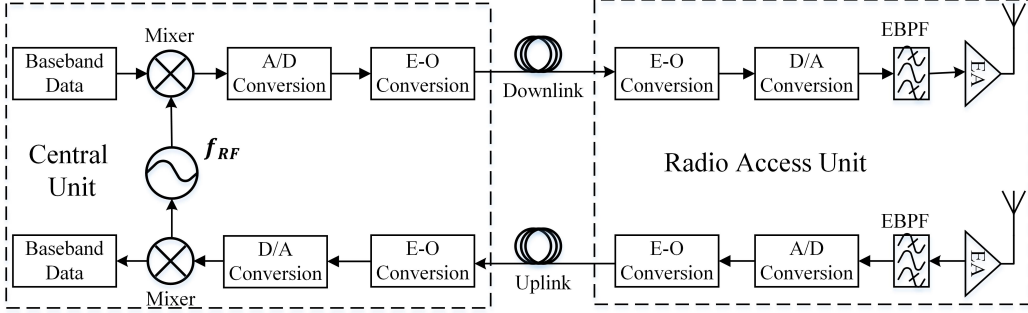 Mixer
EBPF
Baseband
Data
A/D
Conversion
E-O
Conversion
Downlink
E-O
Conversion
D/A
Conversion
EA
Central
Unit
f_RF
Radio Access Unit
EBPF
Baseband
Data
D/A
Conversion
E-O
Conversion
Uplink
E-O
Conversion
A/D
Conversion
EA
Mixer